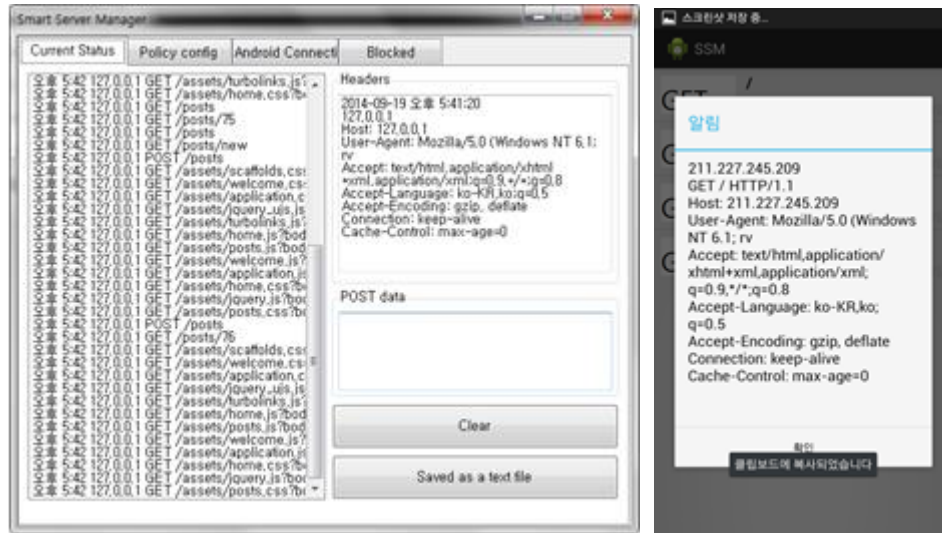 Smart Server Manager
Current Status
Policy config
Android Connecti
Blocked
오후 5:42 127.0.0.1 GET /assets/turbolinks.js?
오후 5:42 127.0.0.1 GET /assets/home.css?b
오후 5:42 127.0.0.1 GET /posts
오후 5:42 127.0.0.1 GET /posts/75
오후 5:42 127.0.0.1 GET /posts
오후 5:42 127.0.0.1 GET /posts/new
오후 5:42 127.0.0.1 POST /posts
오후 5:42 127.0.0.1 GET /assets/scaffolds.css
오후 5:42 127.0.0.1 GET /assets/welcome.cs
오후 5:42 127.0.0.1 GET /assets/application.c
오후 5:42 127.0.0.1 GET /assets/jquery_ujs.js
오후 5:42 127.0.0.1 GET /assets/turbolinks.js?
오후 5:42 127.0.0.1 GET /assets/home.js?bod
오후 5:42 127.0.0.1 GET /assets/posts.js?bod
오후 5:42 127.0.0.1 GET /assets/welcome.js?
오후 5:42 127.0.0.1 GET /assets/application.js
오후 5:42 127.0.0.1 GET /assets/home.css?b
오후 5:42 127.0.0.1 GET /assets/jquery.js?bo
오후 5:42 127.0.0.1 GET /assets/posts.css?b
오후 5:42 127.0.0.1 POST /posts
오후 5:42 127.0.0.1 GET /posts/76
오후 5:42 127.0.0.1 GET /assets/scaffolds.css
오후 5:42 127.0.0.1 GET /assets/welcome.cs
오후 5:42 127.0.0.1 GET /assets/application.c
오후 5:42 127.0.0.1 GET /assets/jquery_ujs.js
오후 5:42 127.0.0.1 GET /assets/turbolinks.js?
오후 5:42 127.0.0.1 GET /assets/home.js?bod
오후 5:42 127.0.0.1 GET /assets/posts.js?bod
오후 5:42 127.0.0.1 GET /assets/welcome.js?
오후 5:42 127.0.0.1 GET /assets/application.js
오후 5:42 127.0.0.1 GET /assets/home.css?b
오후 5:42 127.0.0.1 GET /assets/jquery.js?bo
오후 5:42 127.0.0.1 GET /assets/posts.css?b
Headers
2014-09-19 오후 5:41:20
127.0.0.1
Host: 127.0.0.1
User-Agent: Mozilla/5.0 (Windows NT 6.1;
rv
Accept: text/html,application/xhtml
+xml,application/xml;q=0.9,*/*;q=0.8
Accept-Language: ko-KR,ko;q=0.5
Accept-Encoding: gzip, deflate
Connection: keep-alive
Cache-Control: max-age=0
POST data
Clear
Saved as a text file
스크린샷 저장 중...
SSM
GET /
알림
211.227.245.209
GET / HTTP/1.1
Host: 211.227.245.209
User-Agent: Mozilla/5.0 (Windows
NT 6.1; rv
Accept: text/html,application/
xhtml+xml,application/xml;
q=0.9,*/*;q=0.8
Accept-Language: ko-KR,ko;
q=0.5
Accept-Encoding: gzip, deflate
Connection: keep-alive
Cache-Control: max-age=0
확인
클립보드에 복사되었습니다